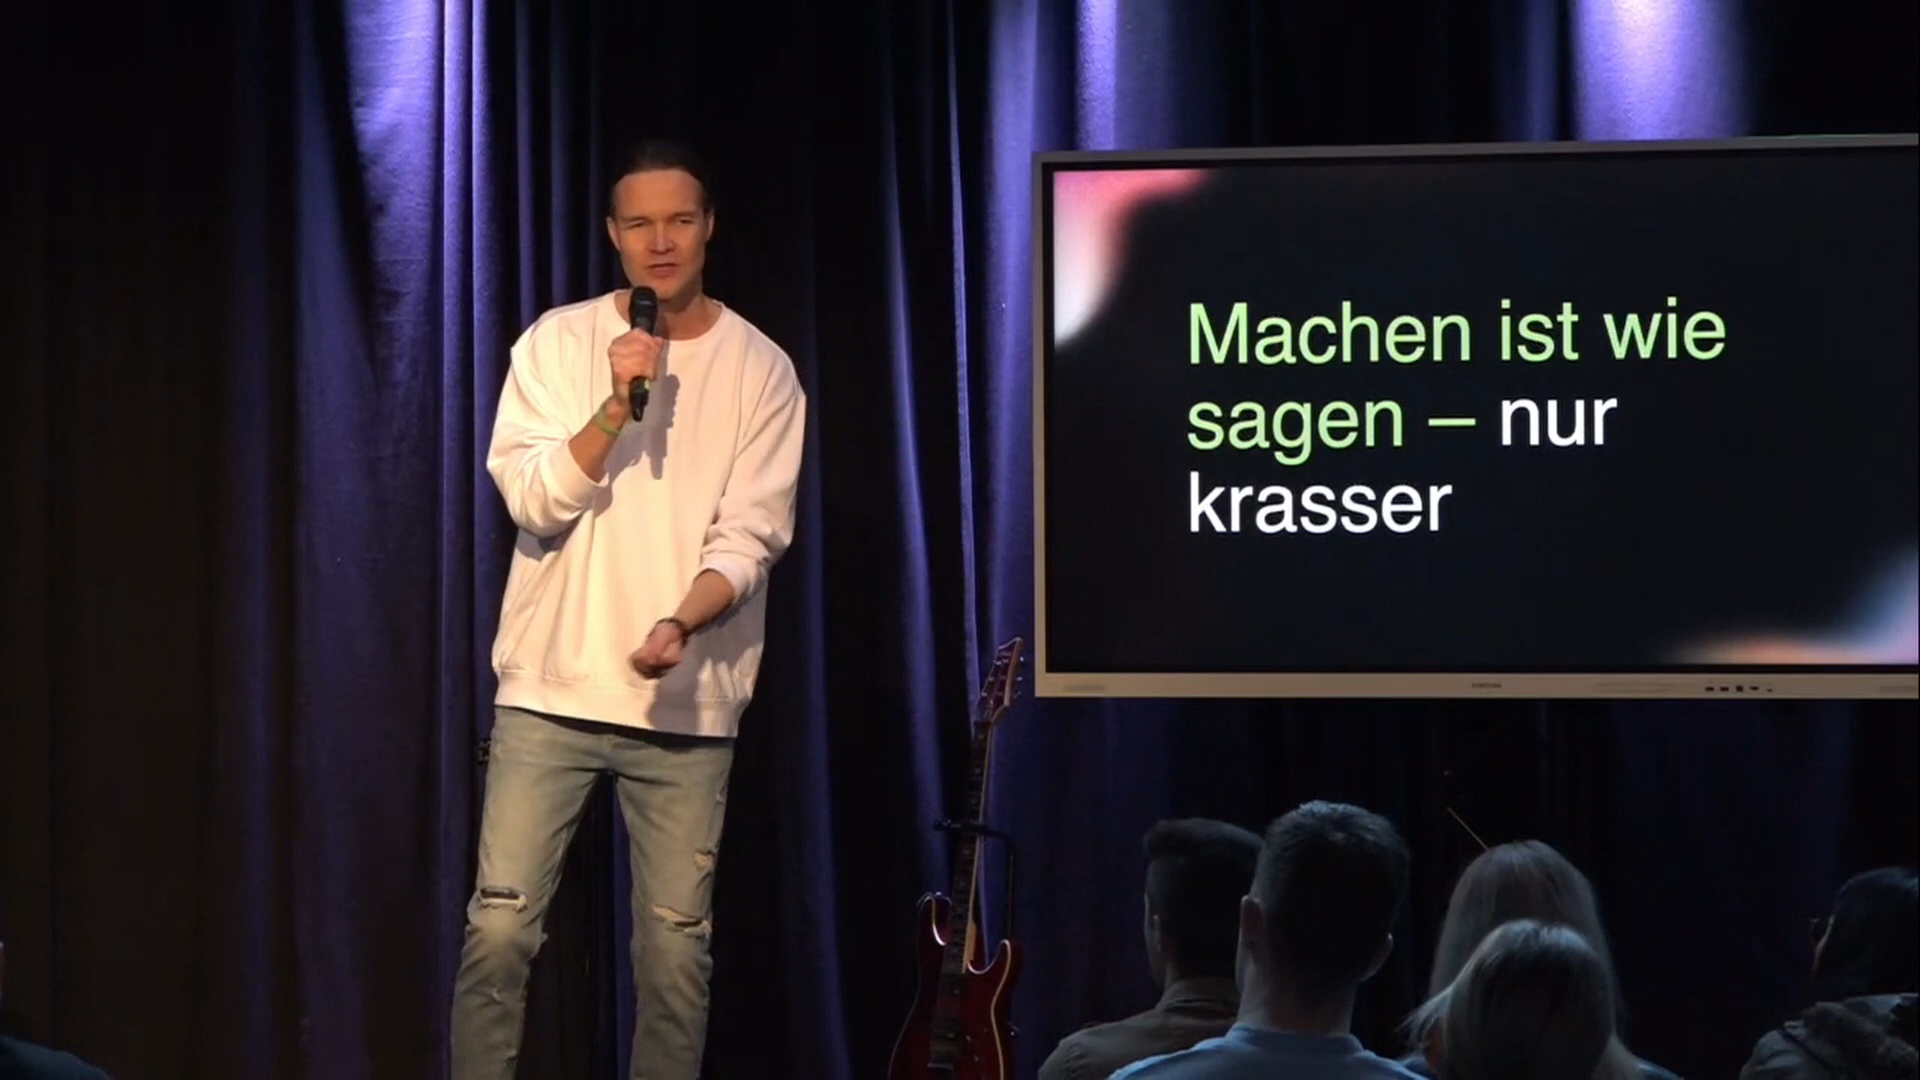 Machen ist wie
sagen – nur
krasser